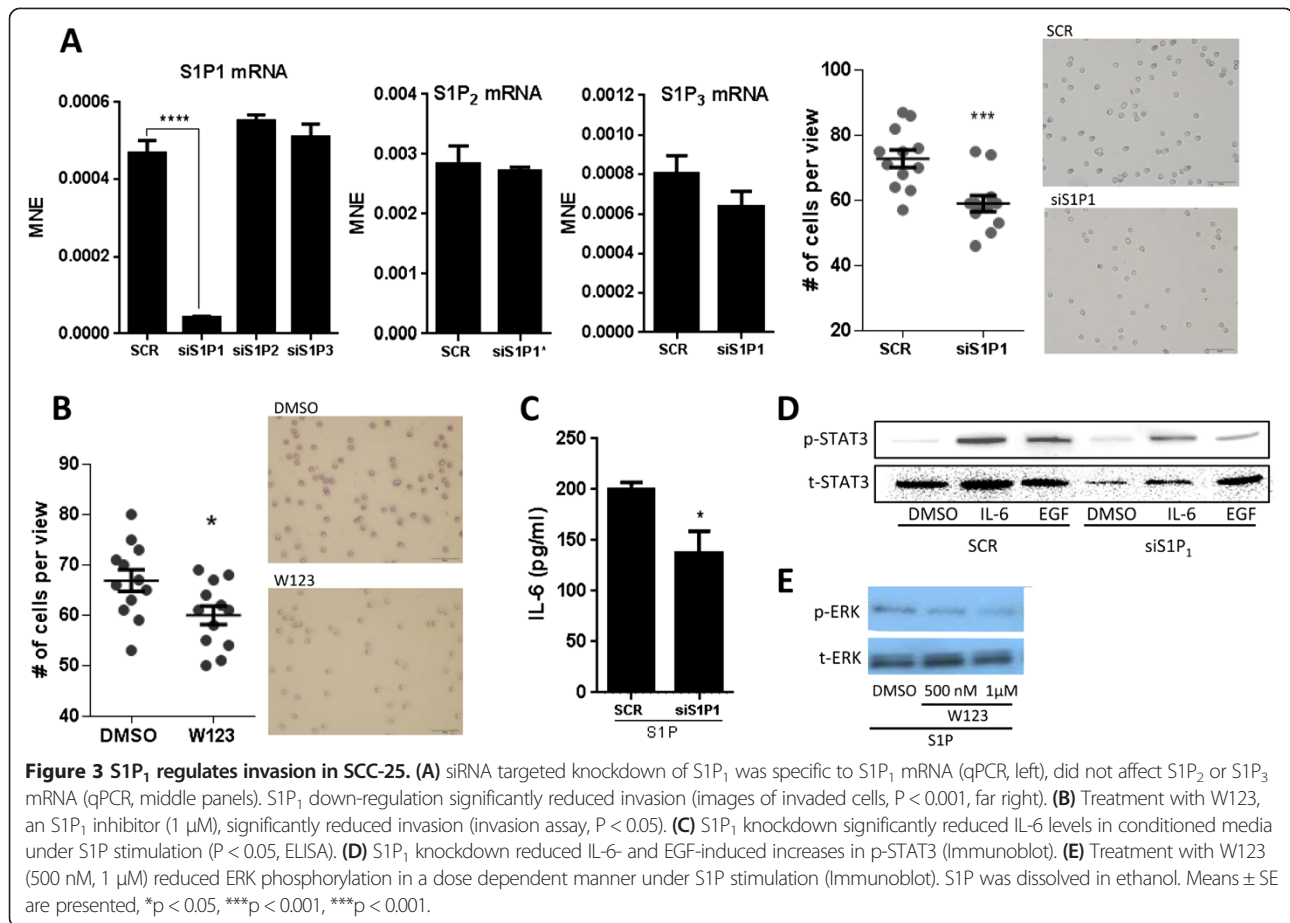 A
S1P1 mRNA
0.0006
0.0004
0.0002
0.0000
MNE
****
SCR siS1P1 siS1P2 siS1P3
S1P₂ mRNA
0.004
0.003
0.002
0.001
0.000
MNE
SCR siS1P1*
S1P₃ mRNA
0.0012
0.0010
0.0008
0.0006
0.0004
0.0002
0.0000
MNE
SCR siS1P1
100
80
60
40
20
# of cells per view
***
SCR siS1P1
SCR
siS1P1
B
90
80
70
60
50
40
# of cells per view
*
DMSO W123
DMSO
W123
C
250
200
150
100
50
0
IL-6 (pg/ml)
*
SCR siS1P1
S1P
D
p-STAT3
t-STAT3
DMSO IL-6 EGF DMSO IL-6 EGF
SCR siS1P₁
E
p-ERK
t-ERK
DMSO 500 nM 1µM
W123
S1P
Figure 3 S1P₁ regulates invasion in SCC-25. (A) siRNA targeted knockdown of S1P₁ was specific to S1P₁ mRNA (qPCR, left), did not affect S1P₂ or S1P₃
mRNA (qPCR, middle panels). S1P₁ down-regulation significantly reduced invasion (images of invaded cells, P < 0.001, far right). (B) Treatment with W123,
an S1P₁ inhibitor (1 µM), significantly reduced invasion (invasion assay, P < 0.05). (C) S1P₁ knockdown significantly reduced IL-6 levels in conditioned media
under S1P stimulation (P < 0.05, ELISA). (D) S1P₁ knockdown reduced IL-6- and EGF-induced increases in p-STAT3 (Immunoblot). (E) Treatment with W123
(500 nM, 1 µM) reduced ERK phosphorylation in a dose dependent manner under S1P stimulation (Immunoblot). S1P was dissolved in ethanol. Means ± SE
are presented, *p < 0.05, ***p < 0.001, ***p < 0.001.